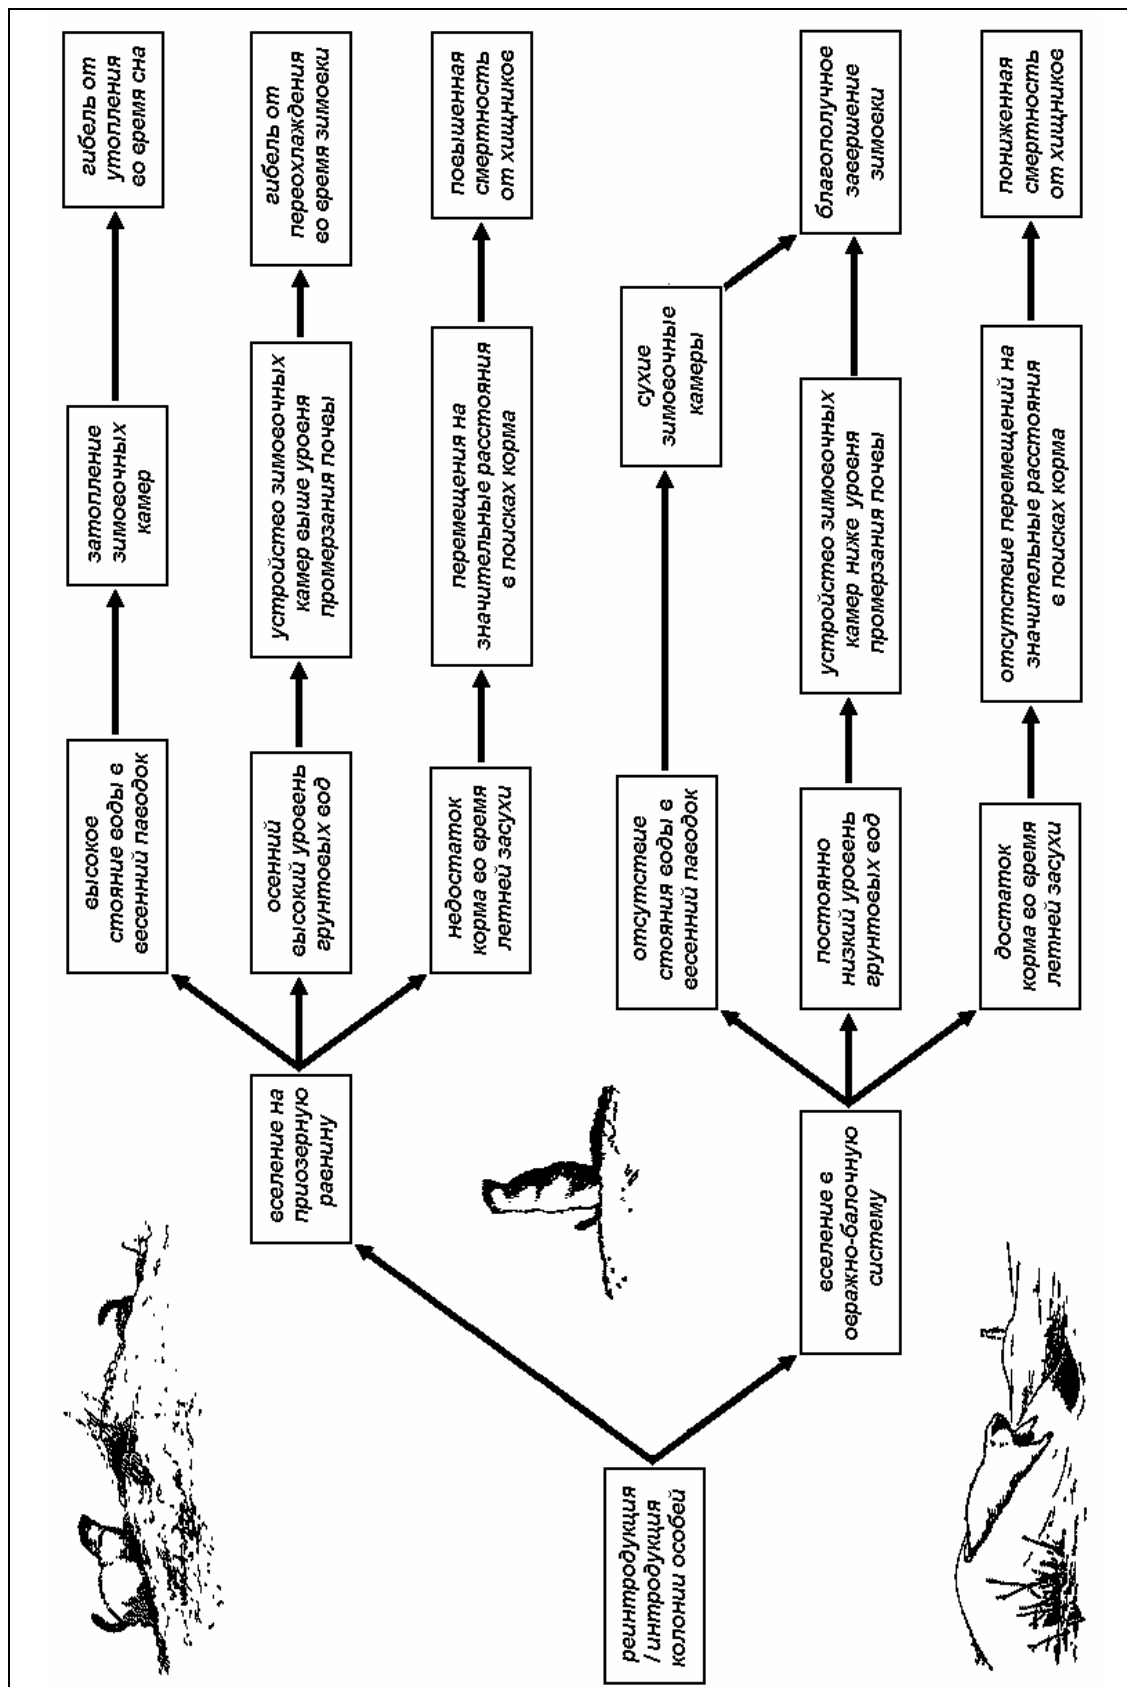 реинтродукция
/ интродукция
колонии особей
вселение на
приозерную
равнину
вселение в
овражно-балочную
систему
высокое
стояние воды в
весенний паводок
затопление
зимовочных
камер
гибель от
утопления
во время сна
осенний
высокий уровень
грунтовых вод
устройство зимовочных
камер выше уровня
промерзания почвы
гибель от
переохлаждения
во время зимовки
недостаток
корма во время
летней засухи
перемещения на
значительные расстояния
в поисках корма
повышенная
смертность
от хищников
отсутствие
стояния воды в
весенний паводок
сухие
зимовочные
камеры
постоянно
низкий уровень
грунтовых вод
устройство зимовочных
камер ниже уровня
промерзания почвы
благополучное
завершение
зимовки
достаток
корма во время
летней засухи
отсутствие перемещений на
значительные расстояния
в поисках корма
пониженная
смертность
от хищников